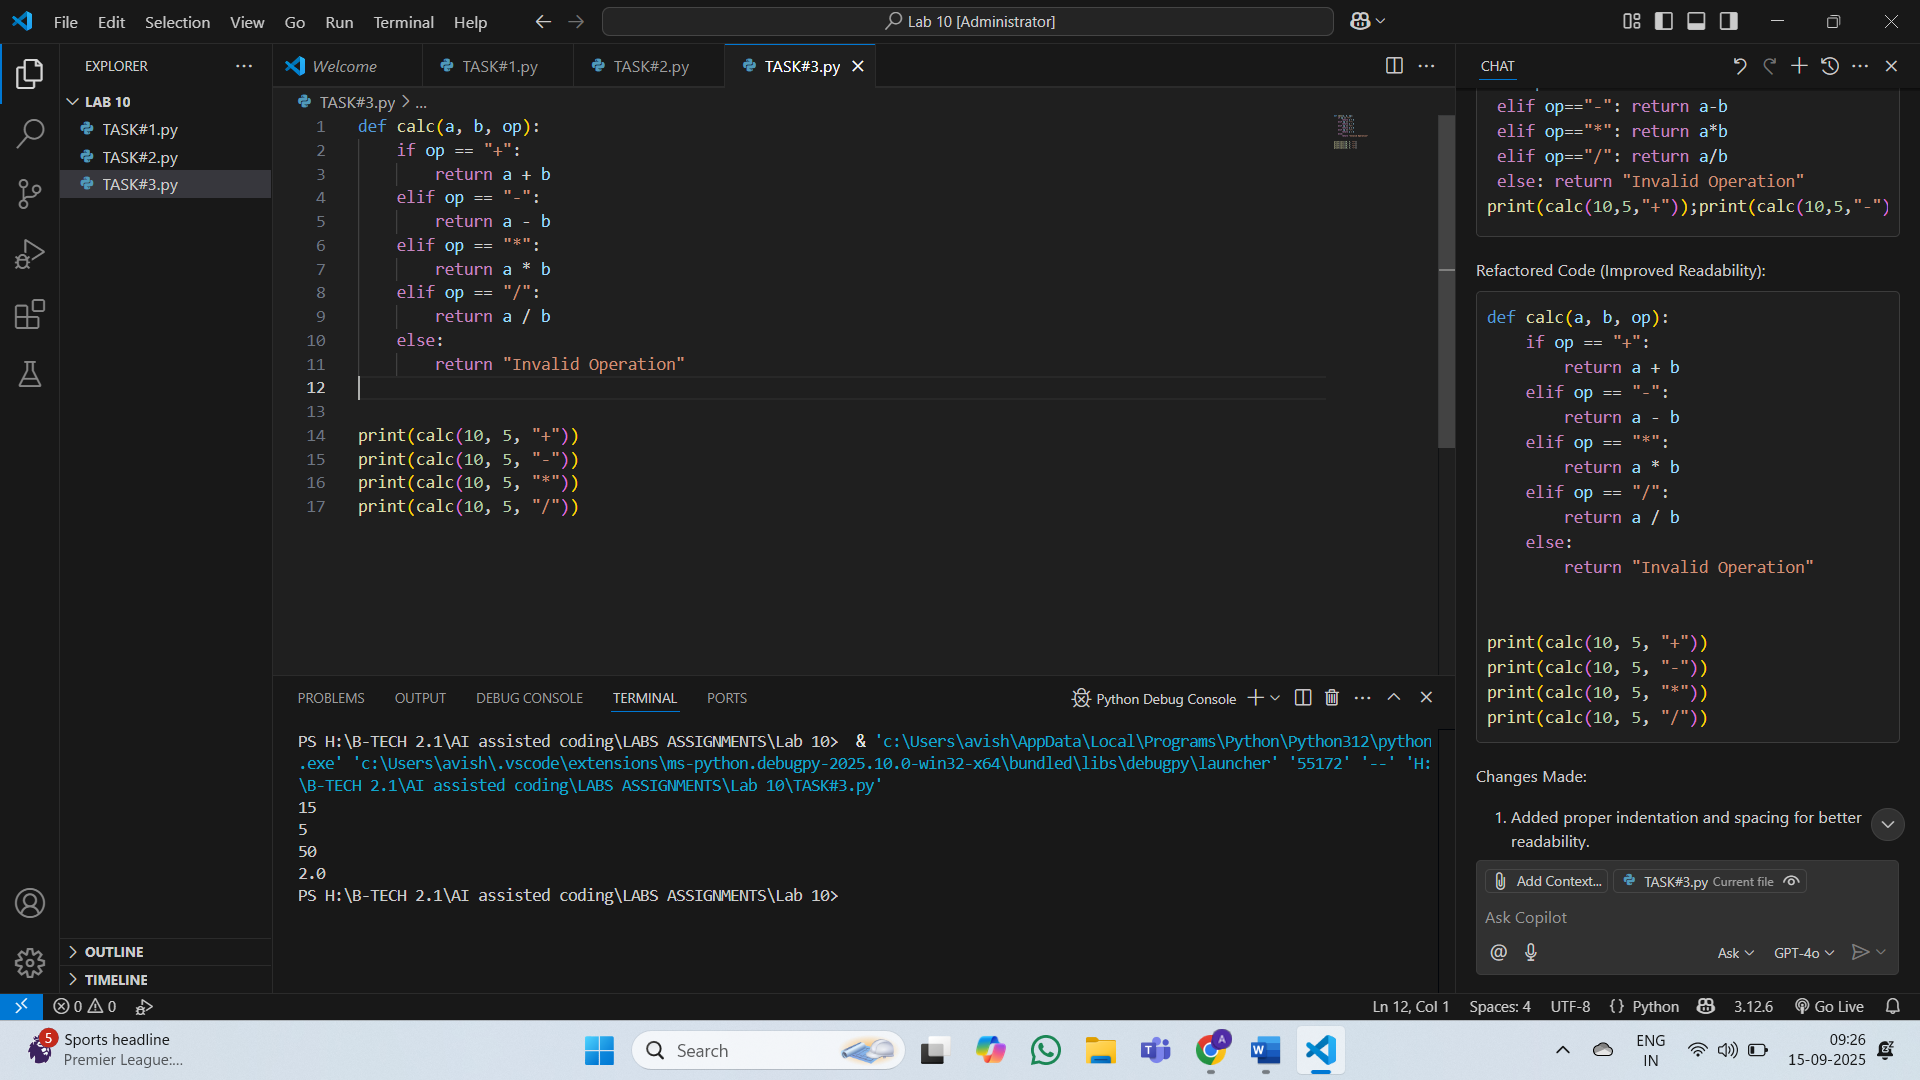 File Edit Selection View Go Run Terminal Help
Lab 10 [Administrator]
EXPLORER
LAB 10
TASK#1.py
TASK#2.py
TASK#3.py
OUTLINE
TIMELINE
Welcome TASK#1.py TASK#2.py TASK#3.py
TASK#3.py > ...
1 def calc(a, b, op):
2     if op == "+":
3         return a + b
4     elif op == "-":
5         return a - b
6     elif op == "*":
7         return a * b
8     elif op == "/":
9         return a / b
10     else:
11         return "Invalid Operation"
12
13
14 print(calc(10, 5, "+"))
15 print(calc(10, 5, "-"))
16 print(calc(10, 5, "*"))
17 print(calc(10, 5, "/"))
PROBLEMS OUTPUT DEBUG CONSOLE TERMINAL PORTS
Python Debug Console
PS H:\B-TECH 2.1\AI assisted coding\LABS ASSIGNMENTS\Lab 10>  & 'c:\Users\avish\AppData\Local\Programs\Python\Python312\python
.exe' 'c:\Users\avish\.vscode\extensions\ms-python.debugpy-2025.10.0-win32-x64\bundled\libs\debugpy\launcher' '55172' '--' 'H:
\B-TECH 2.1\AI assisted coding\LABS ASSIGNMENTS\Lab 10\TASK#3.py'
15
5
50
2.0
PS H:\B-TECH 2.1\AI assisted coding\LABS ASSIGNMENTS\Lab 10>
CHAT
elif op=="-": return a-b
elif op=="*": return a*b
elif op=="/": return a/b
else: return "Invalid Operation"
print(calc(10,5,"+"));print(calc(10,5,"-")
Refactored Code (Improved Readability):
def calc(a, b, op):
    if op == "+":
        return a + b
    elif op == "-":
        return a - b
    elif op == "*":
        return a * b
    elif op == "/":
        return a / b
    else:
        return "Invalid Operation"
print(calc(10, 5, "+"))
print(calc(10, 5, "-"))
print(calc(10, 5, "*"))
print(calc(10, 5, "/"))
Changes Made:
1. Added proper indentation and spacing for better
readability.
Add Context... TASK#3.py Current file
Ask Copilot
@ Ask GPT-4o
0 0
Ln 12, Col 1 Spaces: 4 UTF-8 {} Python 3.12.6 Go Live
5
Sports headline
Premier League:...
Search
A
ENG
IN
09:26
15-09-2025